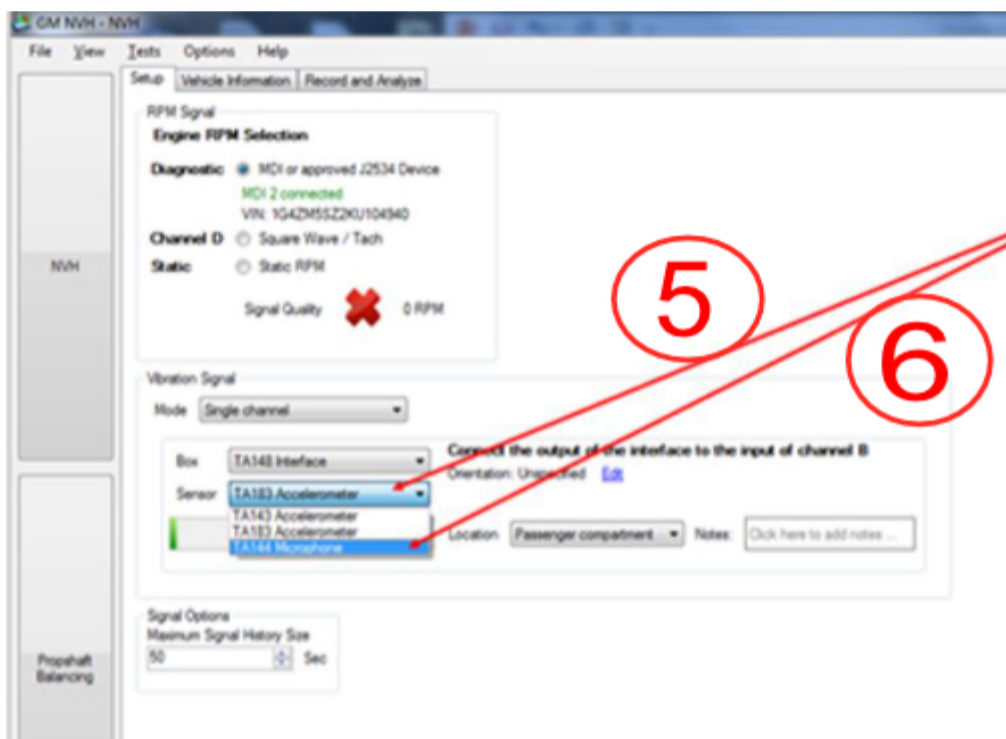 GM NVH - NVH
File View Tests Options Help
Setup Vehicle Information Record and Analyze
RPM Signal
Engine RPM Selection
Diagnostic MDI or approved J2534 Device
MDI 2 connected
VIN: 1G4ZM5SZ2KU104940
Channel D Square Wave / Tach
NVH
Static Static RPM
Signal Quality 0 RPM
5
6
Vibration Signal
Mode Single channel
Connect the output of the interface to the input of channel B
Box TA148 Interface
Orientation: Unspecified Edit
Sensor TA183 Accelerometer
TA143 Accelerometer
TA183 Accelerometer
TA144 Microphone
Location Passenger compartment Notes: Click here to add notes ...
Signal Options
Maximum Signal History Size
50 Sec
Propshaft
Balancing